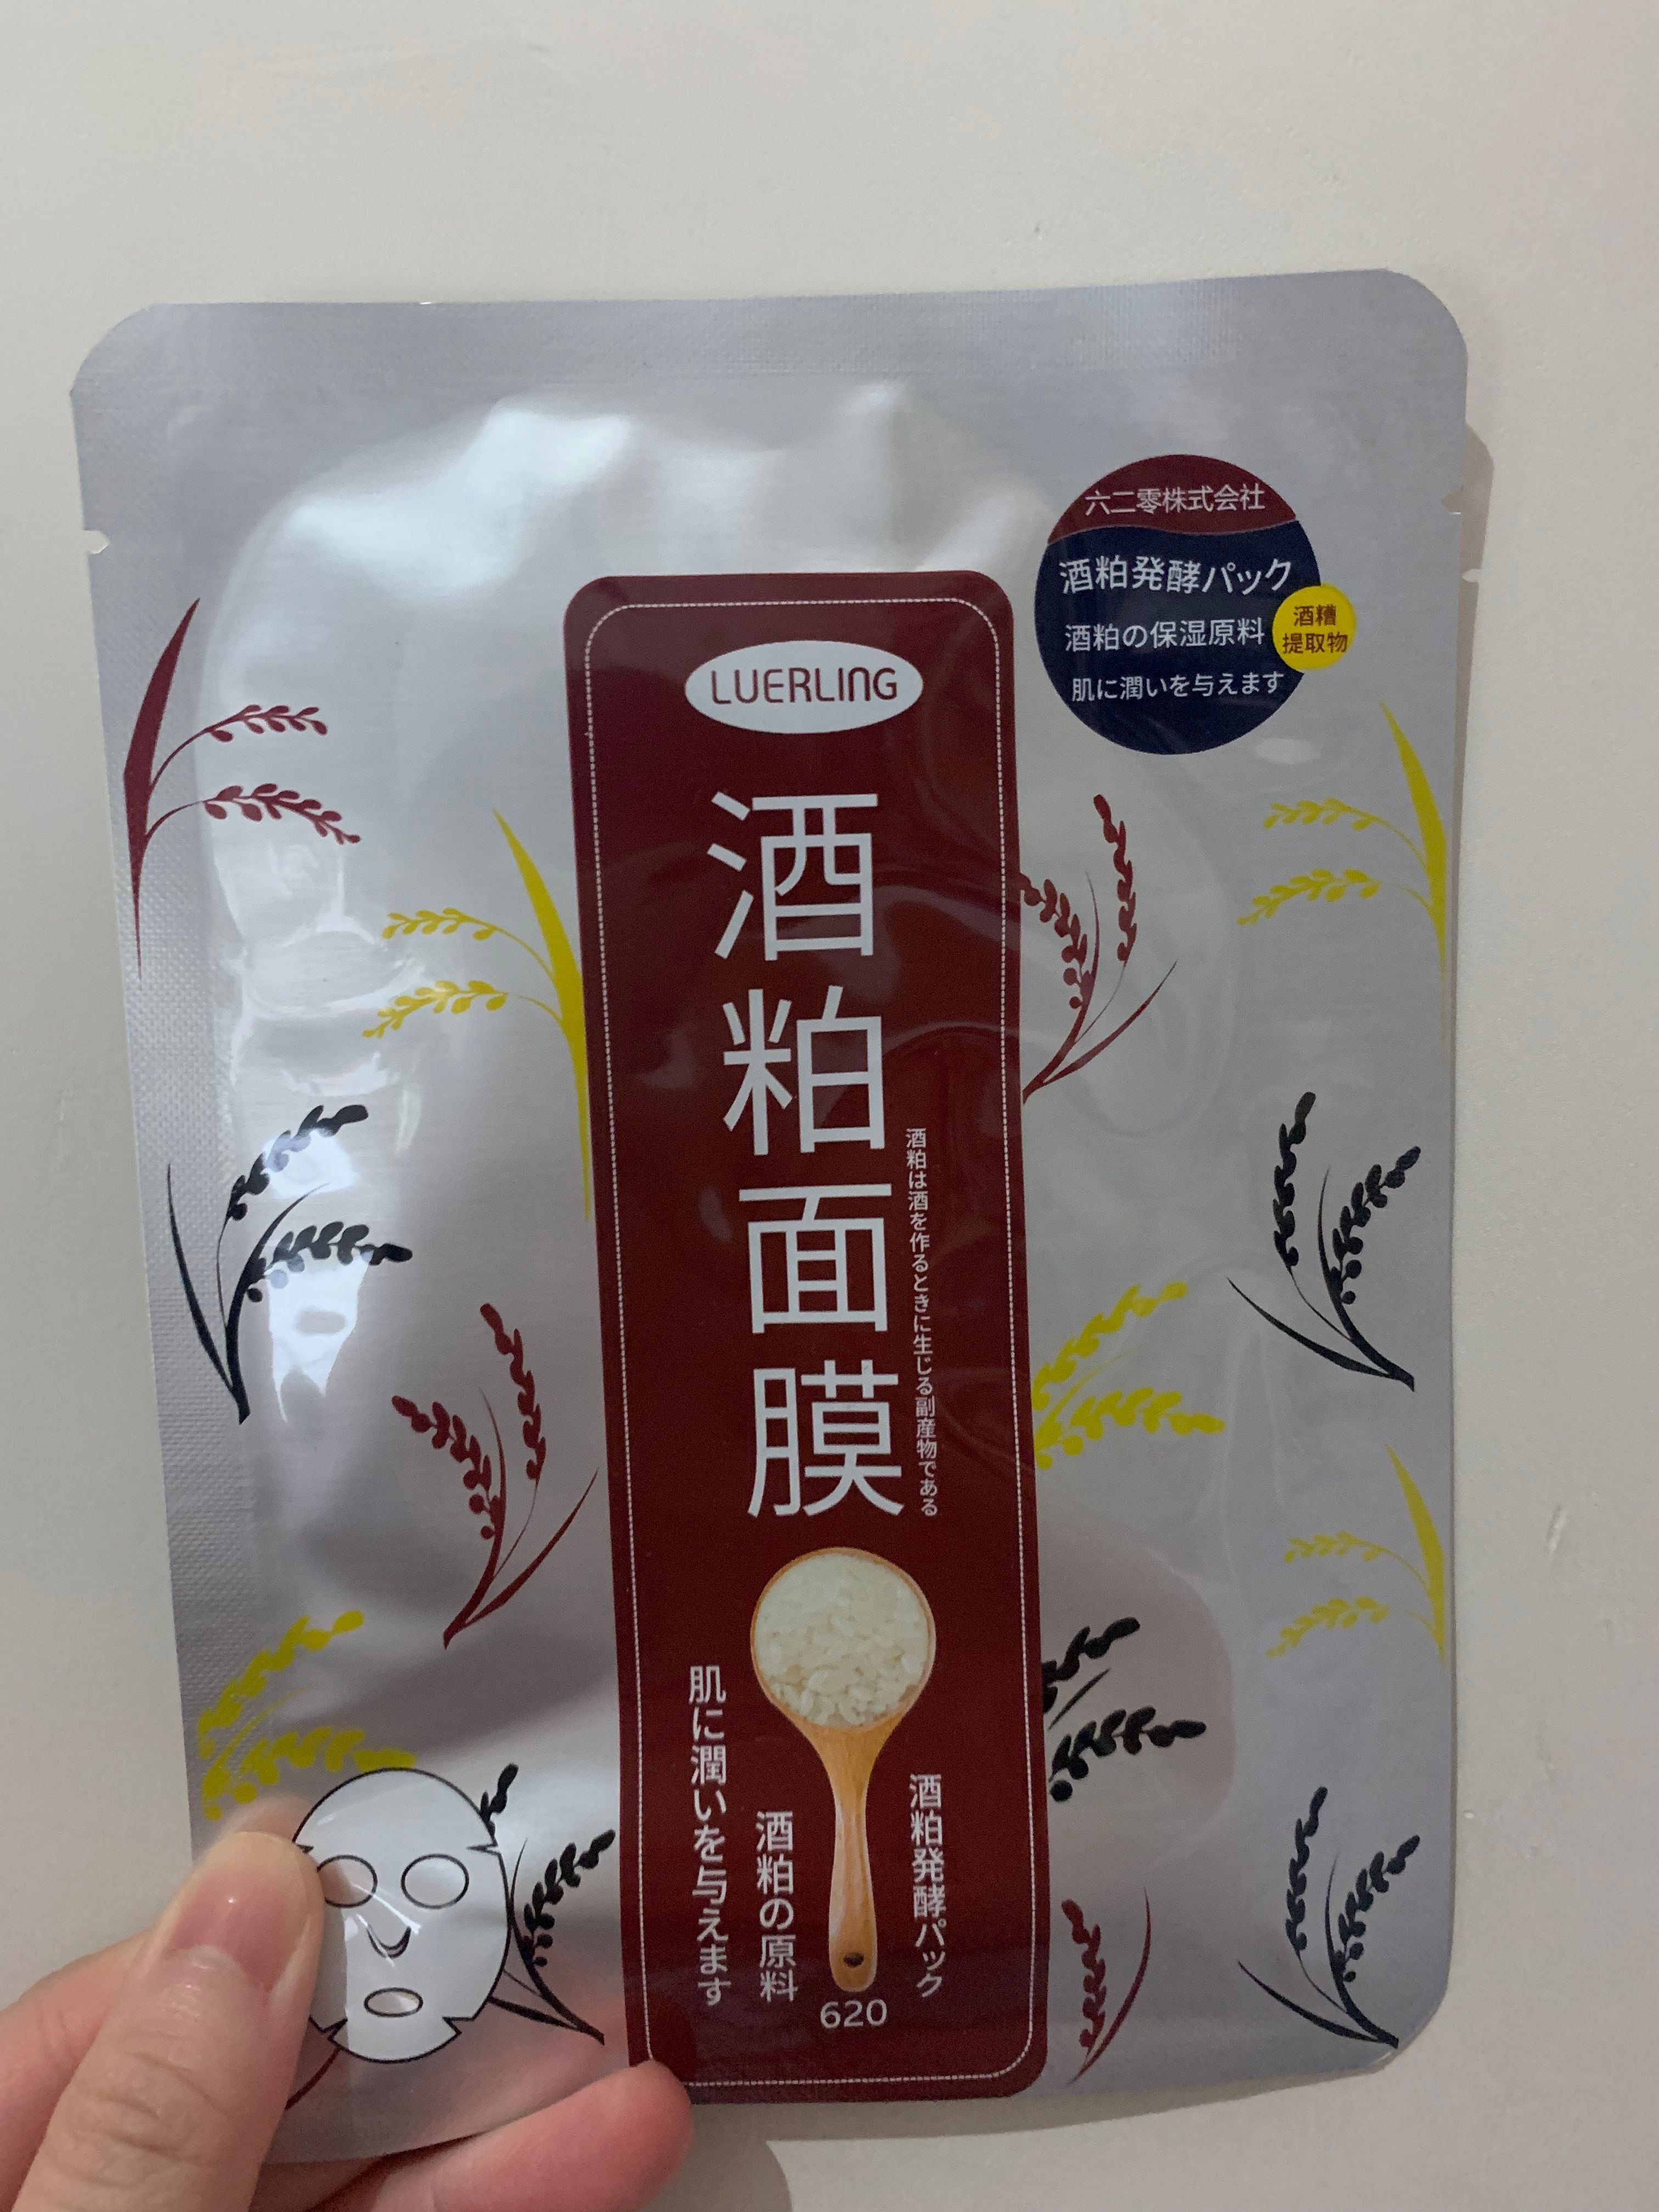 六二零株式会社
酒粕発酵パック
酒粕の保湿原料
肌に潤いを与えます
酒糟
提取物
LUERLING
酒粕面膜
酒粕は酒を作るときに生じる副産物である
酒粕発酵パック
酒粕の原料
肌に潤いを与えます
620